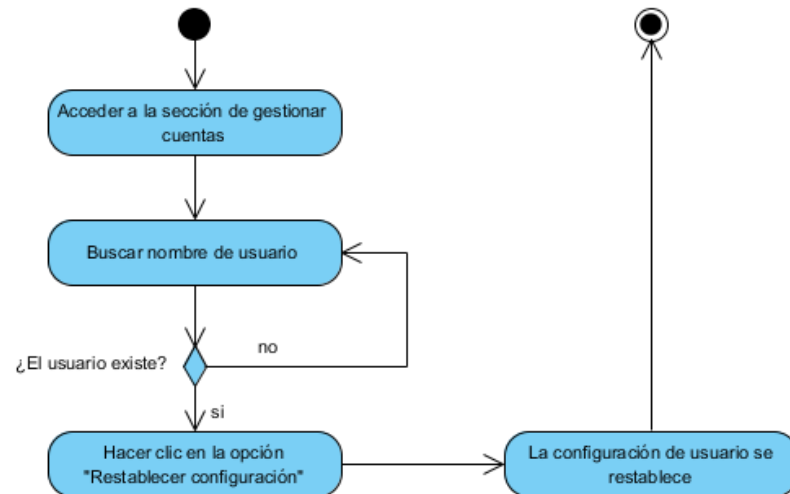 Acceder a la sección de gestionar
cuentas
Buscar nombre de usuario
¿El usuario existe?
no
si
Hacer clic en la opción
"Restablecer configuración"
La configuración de usuario se
restablece